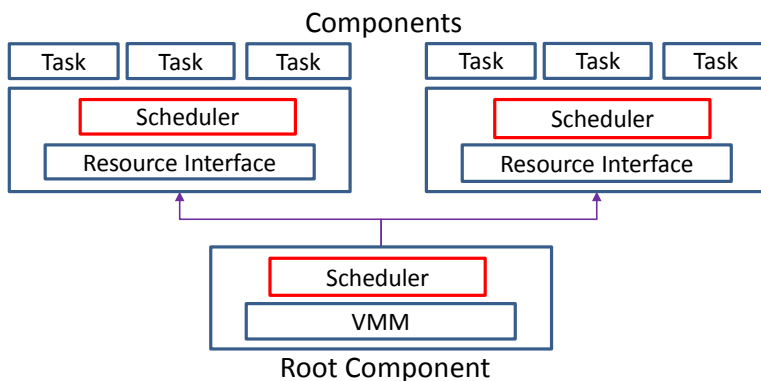 Components
Task Task Task
Task Task Task
Scheduler
Resource Interface
Scheduler
Resource Interface
Scheduler
VMM
Root Component